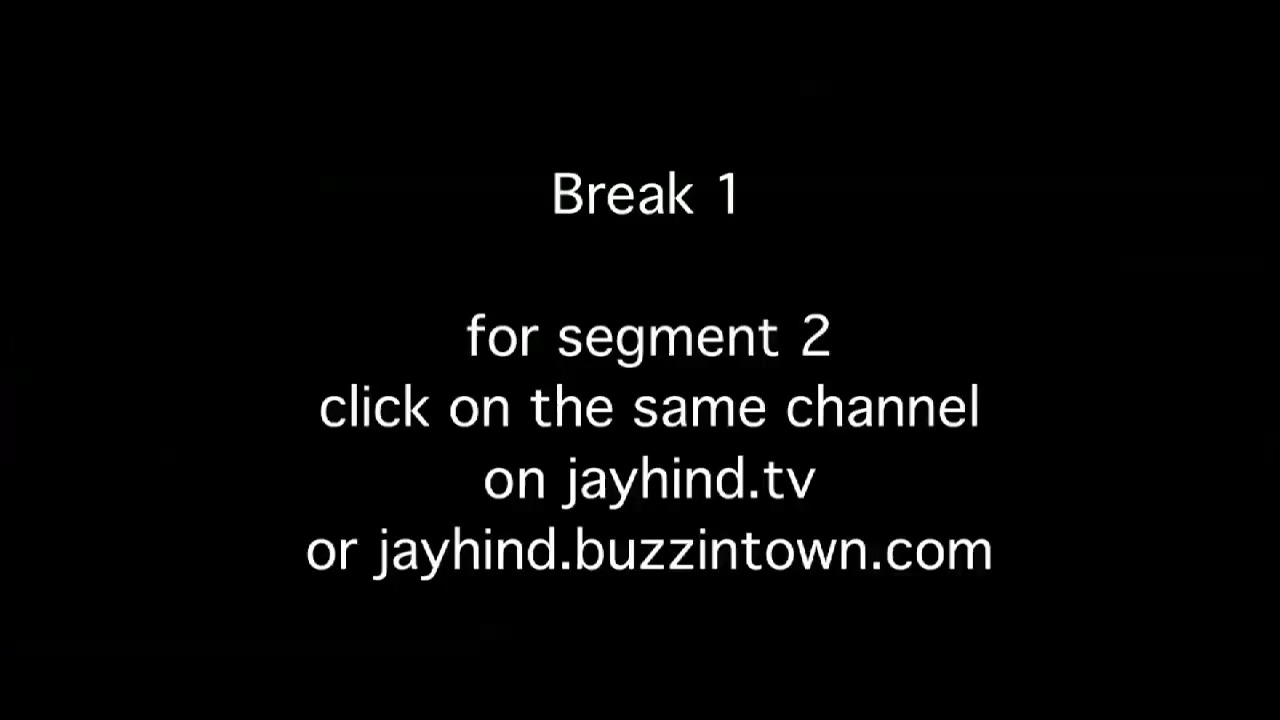 Break 1
for segment 2
click on the same channel
on jayhind.tv
or jayhind.buzzintown.com